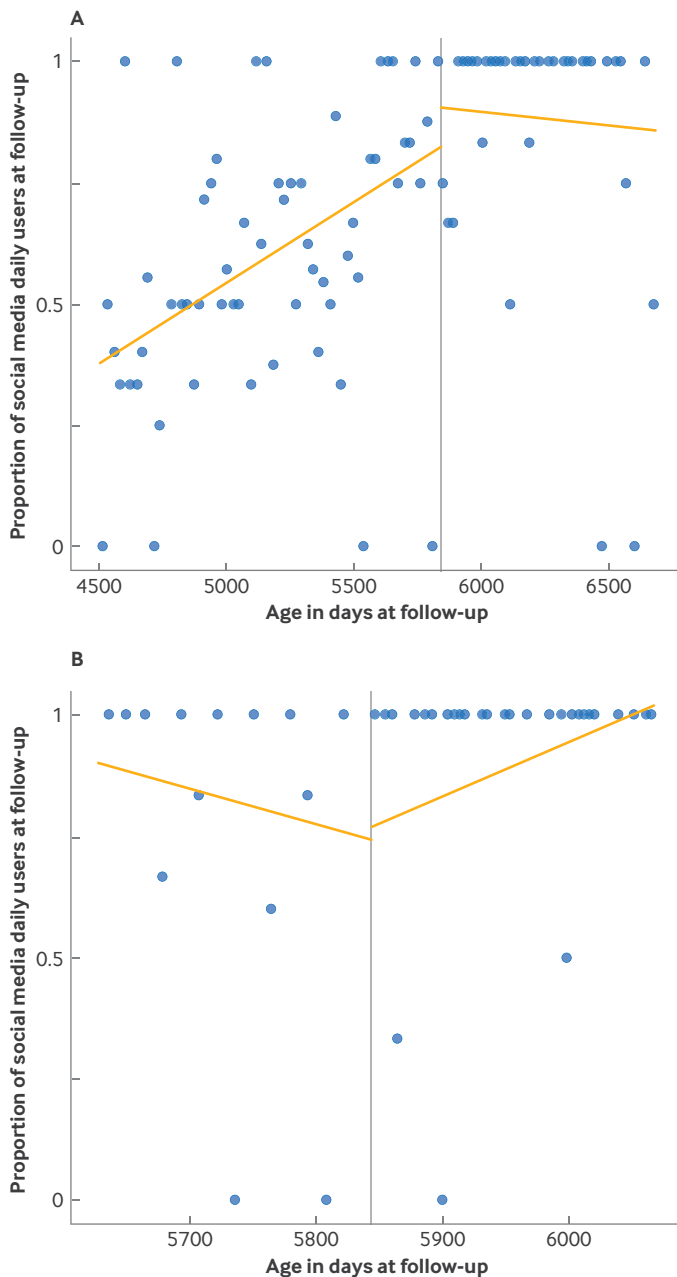 A
Proportion of social media daily users at follow-up
1
0.5
0
4500 5000 5500 6000 6500
Age in days at follow-up
B
Proportion of social media daily users at follow-up
1
0.5
0
5700 5800 5900 6000
Age in days at follow-up